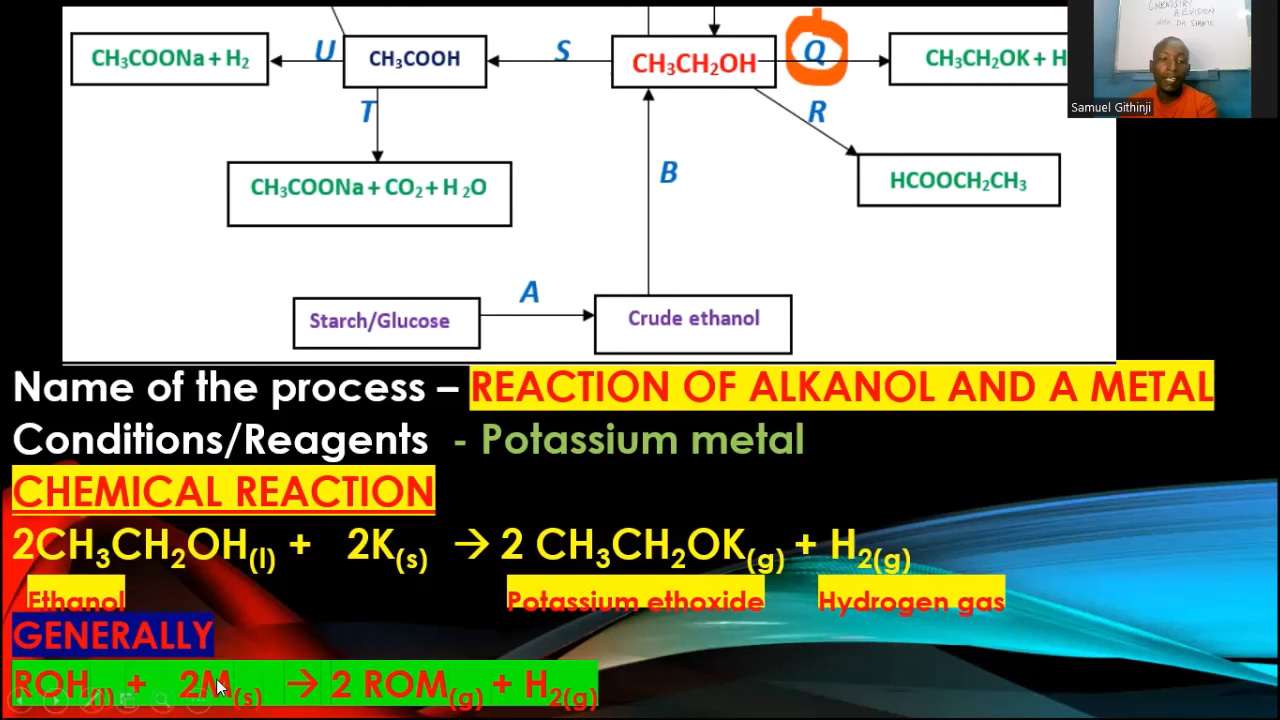 CHEMISTRY
REVISION
CH₃COONa + H₂
U
CH₃COOH
S
CH₃CH₂OH
Q
CH₃CH₂OK + H
Samuel Githinji
T
R
CH₃COONa + CO₂ + H₂O
B
HCOOCH₂CH₃
A
Starch/Glucose
Crude ethanol
Name of the process – REACTION OF ALKANOL AND A METAL
Conditions/Reagents - Potassium metal
CHEMICAL REACTION
2CH₃CH₂OH(l) + 2K(s) → 2 CH₃CH₂OK(g) + H₂(g)
Ethanol Potassium ethoxide Hydrogen gas
GENERALLY
ROH(l) + 2M(s) → 2 ROM(g) + H₂(g)